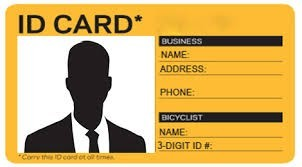 ID CARD*
BUSINESS
NAME:
ADDRESS:
PHONE:
BICYCLIST
NAME:
3-DIGIT ID #:
*Carry this ID card at all times.